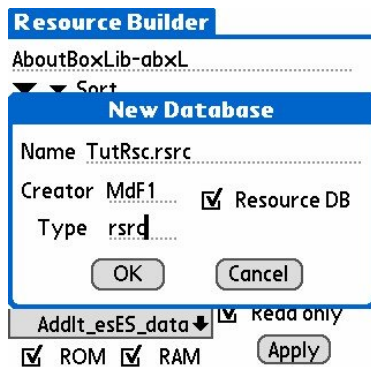 Resource Builder
AboutBoxLib-abxL
Sort
New Database
Name TutRsc.rsrc
Creator MdF1 Resource DB
Type rsrc
OK Cancel
AddIt_esES_data Read only
ROM RAM Apply